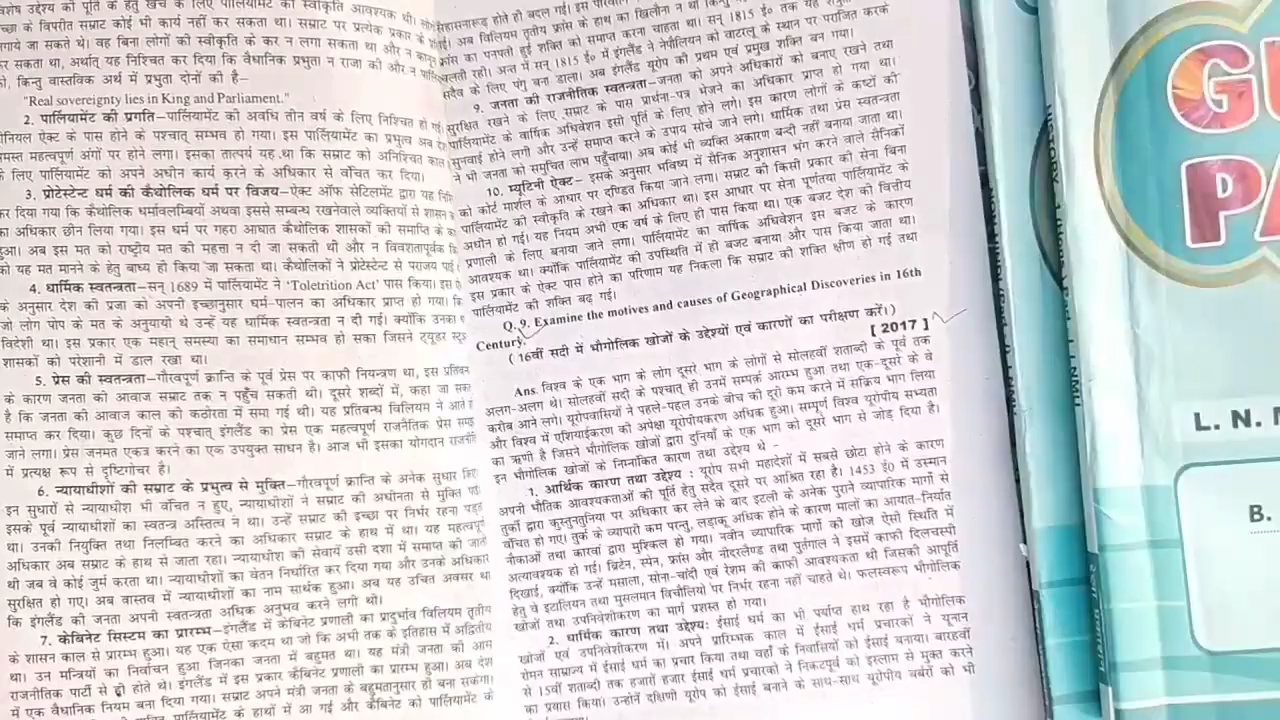 विशेष उद्देश्य की पूर्ति के हेतु खर्च के लिए पार्लियामेंट की स्वीकृति आवश्यक थी।
के विपरीत सम्राट कोई भी कार्य नहीं कर सकता था। सम्राट पर प्रत्येक प्रकार के
लगाये जा सकते थे। वह बिना लोगों की स्वीकृति के कर न लगा सकता था और न कानून
कर सकता था, अर्थात् यह निश्चित कर दिया कि वैधानिक प्रभुता न राजा की और न
की, किन्तु वास्तविक अर्थ में प्रभुता दोनों की है–
"Real sovereignty lies in King and Parliament."
2. पार्लियामेंट की प्रगति–पार्लियामेंट की अवधि तीन वर्ष के लिए निश्चित हो गई।
ऐक्ट के पास होने के पश्चात् सम्भव हो गया। इस पार्लियामेंट का प्रभुत्व अब देश
समस्त महत्वपूर्ण अंगों पर होने लगा। इसका तात्पर्य यह था कि सम्राट को अनिश्चित काल
के लिए पार्लियामेंट को अपने अधीन कार्य करने के अधिकार से वंचित कर दिया।
3. प्रोटेस्टेन्ट धर्म की कैथोलिक धर्म पर विजय–ऐक्ट ऑफ सेटिलमेंट द्वारा यह
कर दिया गया कि कैथोलिक धर्मावलम्बियों अथवा इससे सम्बन्ध रखनेवाले व्यक्तियों से शासन
का अधिकार छीन लिया गया। इस धर्म पर गहरा आघात कैथोलिक शासकों की समाप्ति के
हुआ। अब इस मत को राष्ट्रीय मत की महत्ता न दी जा सकती थी और न विवशतापूर्वक
को यह मत मानने के हेतु बाध्य ही किया जा सकता था। कैथोलिकों ने प्रोटेस्टेन्ट से पराजय पाई
4. धार्मिक स्वतन्त्रता–सन् 1689 में पार्लियामेंट ने 'Toletrition Act' पास किया। इस
के अनुसार देश की प्रजा को अपनी इच्छानुसार धर्म-पालन का अधिकार प्राप्त हो गया।
जो लोग पोप के मत के अनुयायी थे उन्हें यह धार्मिक स्वतन्त्रता न दी गई। क्योंकि उनका
विदेशी था। इस प्रकार एक महान् समस्या का समाधान सम्भव हो सका जिसने ट्यूडर
शासकों को परेशानी में डाल रखा था।
5. प्रेस की स्वतन्त्रता–गौरवपूर्ण क्रान्ति के पूर्व प्रेस पर काफी नियन्त्रण था, इस
के कारण जनता की आवाज सम्राट तक न पहुँच सकती थी। दूसरे शब्दों में, कहा जा
है कि जनता की आवाज काल की कठोरता में समा गई थी। यह प्रतिबन्ध विलियम ने आते
समाप्त कर दिया। कुछ दिनों के पश्चात् इंगलैंड का प्रेस एक महत्वपूर्ण राजनैतिक प्रेस
जाने लगा। प्रेस जनमत एकत्र करने का एक उपयुक्त साधन है। आज भी इसका योगदान
में प्रत्यक्ष रूप से दृष्टिगोचर है।
6. न्यायाधीशों की सम्राट के प्रभुत्व से मुक्ति–गौरवपूर्ण क्रान्ति के अनेक सुधार
इन सुधारों से न्यायाधीश भी वंचित न हुए, न्यायाधीशों ने सम्राट की अधीनता से मुक्ति
इसके पूर्व न्यायाधीशों का स्वतन्त्र अस्तित्व न था। उन्हें सम्राट की इच्छा पर निर्भर रहना
था। उनकी नियुक्ति तथा निलम्बित करने का अधिकार सम्राट के हाथ में था। यह महत्वपूर्ण
अधिकार अब सम्राट के हाथ से जाता रहा। न्यायाधीश की सेवायें उसी दशा में समाप्त की जाती
थी जब वे कोई जुर्म करता था। न्यायाधीशों का वेतन निर्धारित कर दिया गया और उनके अधिकार
सुरक्षित हो गए। अब वास्तव में न्यायाधीशों का नाम सार्थक हुआ। अब यह उचित अवसर था
कि इंगलैंड की जनता अपनी स्वतन्त्रता अधिक अनुभव करने लगी थी।
7. केबिनेट सिस्टम का प्रारम्भ–इंगलैंड में केबिनेट प्रणाली का प्रादुर्भाव विलियम तृतीय
के शासन काल से प्रारम्भ हुआ। यह एक ऐसा कदम था जो कि अभी तक के इतिहास में अद्वितीय
था। उन मन्त्रियों का निर्वाचन हुआ जिनका जनता में बहुमत था। यह मंत्री जनता की आम
राजनीतिक पार्टी से ही होते थे। इंगलैंड में इस प्रकार केबिनेट प्रणाली का प्रारम्भ हुआ। अब देश
में एक वैधानिक नियम बना दिया गया। सम्राट अपने मंत्री जनता के बहुमतानुसार ही बना सकेगा।
पार्लियामेंट के हाथों में आ गई और केबिनेट को पार्लियामेंट के
सिंहासनारूढ़ होते ही बदल गई। इस
अब विलियम तृतीय फ्रांस के हाथ का खिलौना न था किन्तु
फ्रांस का पनपती हुई शक्ति को समाप्त करना चाहता था। सन् 1815 ई० तक यह
चलती रही। अन्त में सन् 1815 ई० में इंगलैंड ने नेपोलियन को वाटरलू के स्थान पर पराजित करके
सदैव के लिए पंगु बना डाला। अब इंगलैंड यूरोप की प्रथम एवं प्रमुख शक्ति बन गया।
9. जनता की राजनीतिक स्वतन्त्रता–जनता को अपने अधिकारों को बनाए रखने तथा
सुरक्षित रखने के लिए सम्राट के पास प्रार्थना-पत्र भेजने का अधिकार प्राप्त हो गया था।
पार्लियामेंट के वार्षिक अधिवेशन इसी पूर्ति के लिए होने लगे। इस कारण लोगों के कष्टों की
सुनवाई होने लगी और उन्हें समाप्त करने के उपाय सोचे जाने लगे। धार्मिक तथा प्रेस स्वतन्त्रता
ने भी जनता को समुचित लाभ पहुँचाया। अब कोई भी व्यक्ति अकारण बन्दी नहीं बनाया जाता था।
10. म्यूटिनी ऐक्ट– इसके अनुसार भविष्य में सैनिक अनुशासन भंग करने वाले सैनिकों
को कोर्ट मार्शल के आधार पर दण्डित किया जाने लगा। सम्राट को किसी प्रकार की सेना बिना
पार्लियामेंट की स्वीकृति के रखने का अधिकार था। इस आधार पर सेना पूर्णतया पार्लियामेंट के
अधीन हो गई। यह नियम अभी एक वर्ष के लिए ही पास किया था। एक बजट देश की वित्तीय
प्रणाली के लिए बनाया जाने लगा। पार्लियामेंट का वार्षिक अधिवेशन इस बजट के कारण
आवश्यक था। क्योंकि पार्लियामेंट की उपस्थिति में ही बजट बनाया और पास किया जाता था।
इस प्रकार के ऐक्ट पास होने का परिणाम यह निकला कि सम्राट की शक्ति क्षीण हो गई तथा
पार्लियामेंट की शक्ति बढ़ गई।
Q. 9. Examine the motives and causes of Geographical Discoveries in 16th
Century.
(16वीं सदी में भौगोलिक खोजों के उद्देश्यों एवं कारणों का परीक्षण करें।)
[ 2017 ]
Ans. विश्व के एक भाग के लोग दूसरे भाग के लोगों से सोलहवीं शताब्दी के पूर्व तक
अलग-अलग थे। सोलहवीं सदी के पश्चात् ही उनमें सम्पर्क आरम्भ हुआ तथा एक-दूसरे के वे
करीब आने लगे। यूरोपवासियों ने पहले-पहल उनके बीच की दूरी कम करने में सक्रिय भाग लिया
और विश्व में एशियाईकरण की अपेक्षा यूरोपीयकरण अधिक हुआ। सम्पूर्ण विश्व यूरोपीय सभ्यता
का ऋणी है जिसने भौगोलिक खोजों द्वारा दुनियाँ के एक भाग को दूसरे भाग से जोड़ दिया है।
इन भौगोलिक खोजों के निम्नांकित कारण तथा उद्देश्य थे –
1. आर्थिक कारण तथा उद्देश्य : यूरोप सभी महादेशों में सबसे छोटा होने के कारण
अपनी भौतिक आवश्यकताओं की पूर्ति हेतु सदैव दूसरे पर आश्रित रहा है। 1453 ई० में उस्मान
तुर्कों द्वारा कुस्तुनतुनिया पर अधिकार कर लेने के बाद इटली के अनेक पुराने व्यापारिक मार्गों से
वंचित हो गए। तुर्क के व्यापारी कम परन्तु, लड़ाकू अधिक होने के कारण मालों का आयात-निर्यात
नौकाओं तथा कारवां द्वारा मुश्किल हो गया। नवीन व्यापारिक मार्गों की खोज ऐसी स्थिति में
अत्यावश्यक हो गई। ब्रिटेन, स्पेन, फ्रांस और नीदरलैण्ड तथा पुर्तगाल ने इसमें काफी दिलचस्पी
दिखाई, क्योंकि उन्हें मसाला, सोना-चांदी एवं रेशम की काफी आवश्यकता थी जिसकी आपूर्ति
हेतु वे इटालियन तथा मुसलमान बिचौलियों पर निर्भर रहना नहीं चाहते थे। फलस्वरूप भौगोलिक
खोजों तथा उपनिवेशीकरण का मार्ग प्रशस्त हो गया।
2. धार्मिक कारण तथा उद्देश्य: ईसाई धर्म का भी पर्याप्त हाथ रहा है भौगोलिक
खोजों एवं उपनिवेशीकरण में। अपने प्रारम्भिक काल में ईसाई धर्म प्रचारकों ने यूनान
रोमन साम्राज्य में ईसाई धर्म का प्रचार किया तथा वहाँ के निवासियों को ईसाई बनाया। बारहवीं
से 15वीं शताब्दी तक हजारों हजार ईसाई धर्म प्रचारकों ने निकटपूर्व को इस्लाम से मुक्त करने
का प्रयास किया। उन्होंने दक्षिणी यूरोप को ईसाई बनाने के साथ-साथ यूरोपीय बर्बरों को भी
GU
PA
L. N.
B.